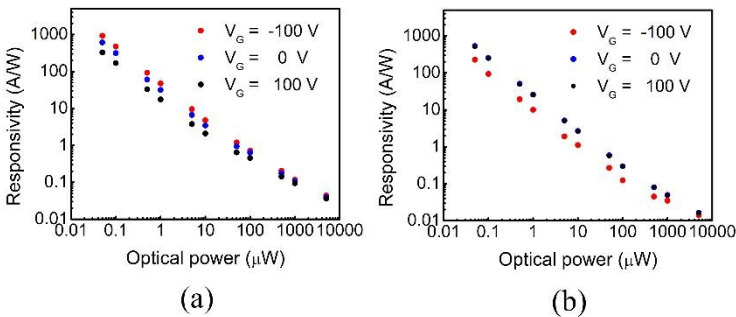 Responsivity (A/W)
1000
100
10
1
0.1
0.01
V_G = -100 V
V_G = 0 V
V_G = 100 V
0.01 0.1 1 10 100 1000 10000
Optical power (μW)
(a)
Responsivity (A/W)
1000
100
10
1
0.1
0.01
V_G = -100 V
V_G = 0 V
V_G = 100 V
0.01 0.1 1 10 100 1000 10000
Optical power (μW)
(b)